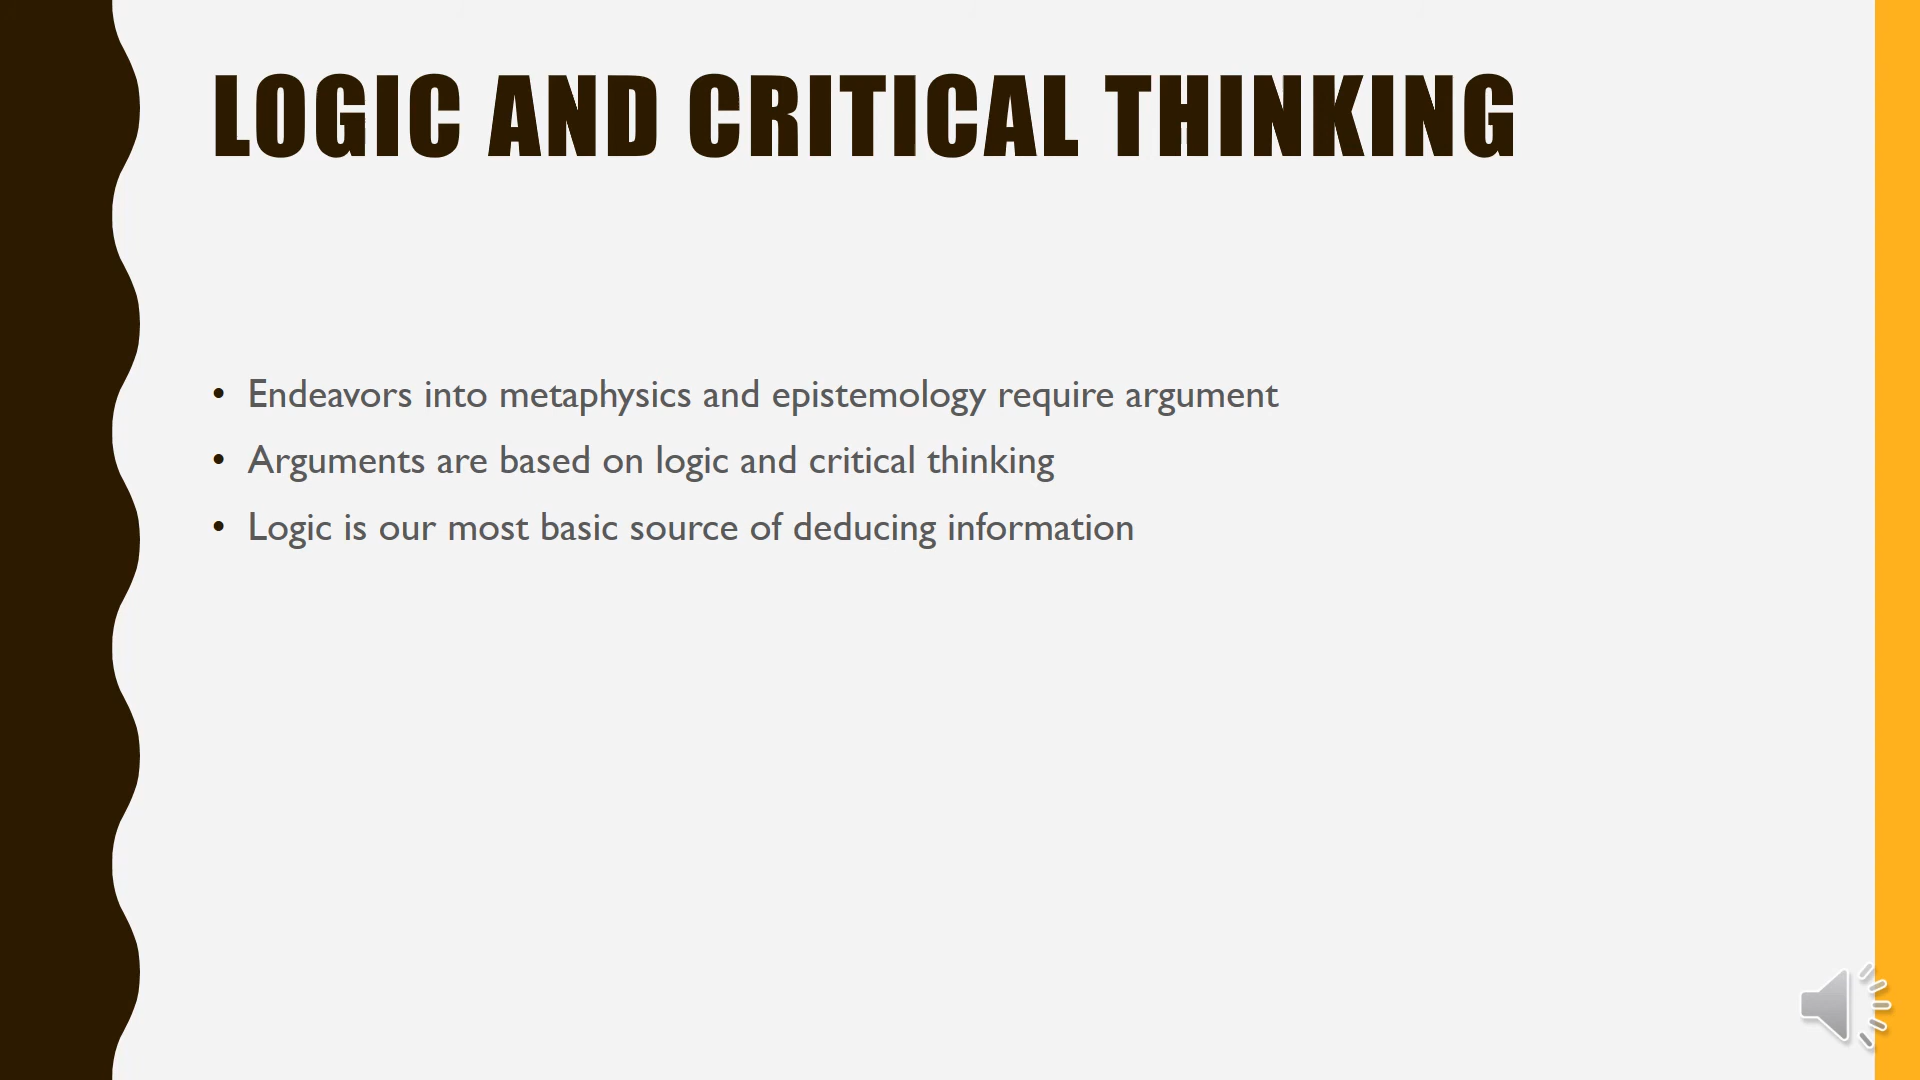 LOGIC AND CRITICAL THINKING
• Endeavors into metaphysics and epistemology require argument
• Arguments are based on logic and critical thinking
• Logic is our most basic source of deducing information